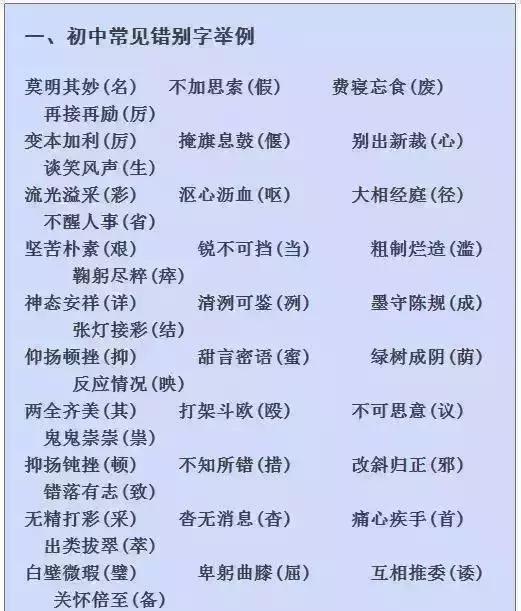 一、初中常见错别字举例
莫明其妙(名) 不加思索(假) 费寝忘食(废)
再接再励(厉)
变本加利(厉) 掩旗息鼓(偃) 别出新裁(心)
谈笑风声(生)
流光溢采(彩) 沤心沥血(呕) 大相经庭(径)
不醒人事(省)
坚苦朴素(艰) 锐不可挡(当) 粗制烂造(滥)
鞠躬尽粹(瘁)
神态安祥(详) 清洌可鉴(冽) 墨守陈规(成)
张灯接彩(结)
仰扬顿挫(抑) 甜言密语(蜜) 绿树成阴(荫)
反应情况(映)
两全齐美(其) 打架斗欧(殴) 不可思意(议)
鬼鬼崇崇(祟)
抑扬钝挫(顿) 不知所错(措) 改斜归正(邪)
错落有志(致)
无精打彩(采) 沓无消息(杳) 痛心疾手(首)
出类拔翠(萃)
白壁微瑕(璧) 卑躬曲膝(屈) 互相推委(诿)
关怀倍至(备)